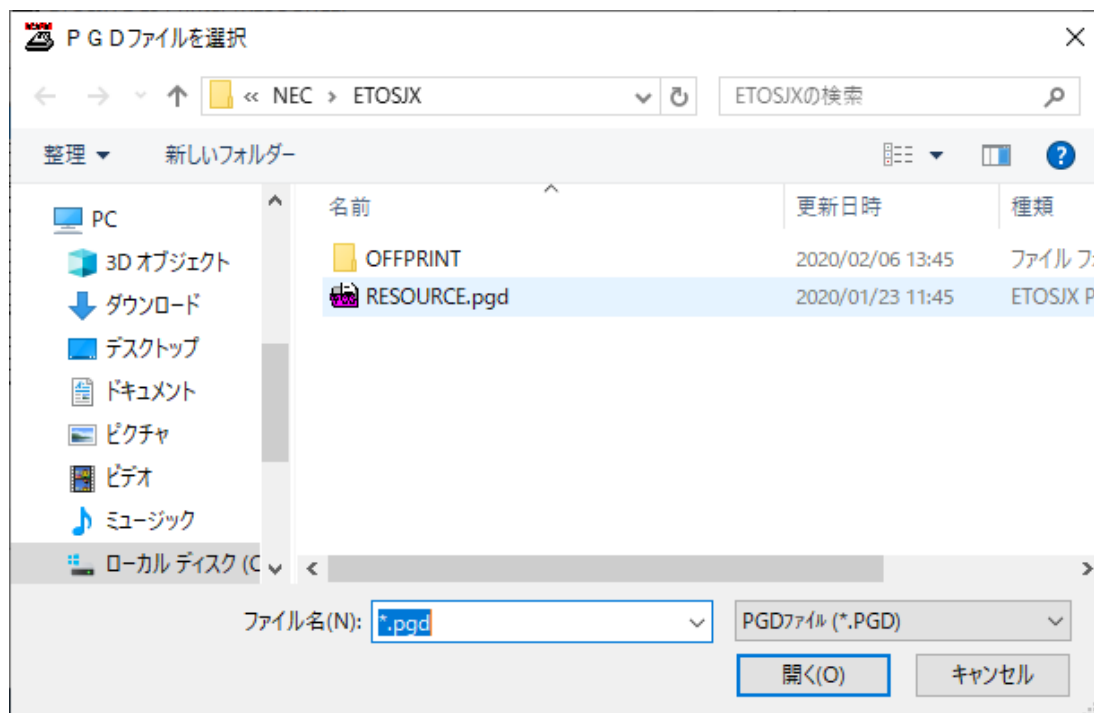 ＰＧＤファイルを選択
« NEC › ETOSJX
ETOSJXの検索
整理
新しいフォルダー
名前
更新日時
種類
PC
3D オブジェクト
ダウンロード
デスクトップ
ドキュメント
ピクチャ
ビデオ
ミュージック
ローカル ディスク (C
OFFPRINT 2020/02/06 13:45 ファイル フ
RESOURCE.pgd 2020/01/23 11:45 ETOSJX P
ファイル名(N): *.pgd
PGDﾌｧｲﾙ (*.PGD)
開く(O)
キャンセル